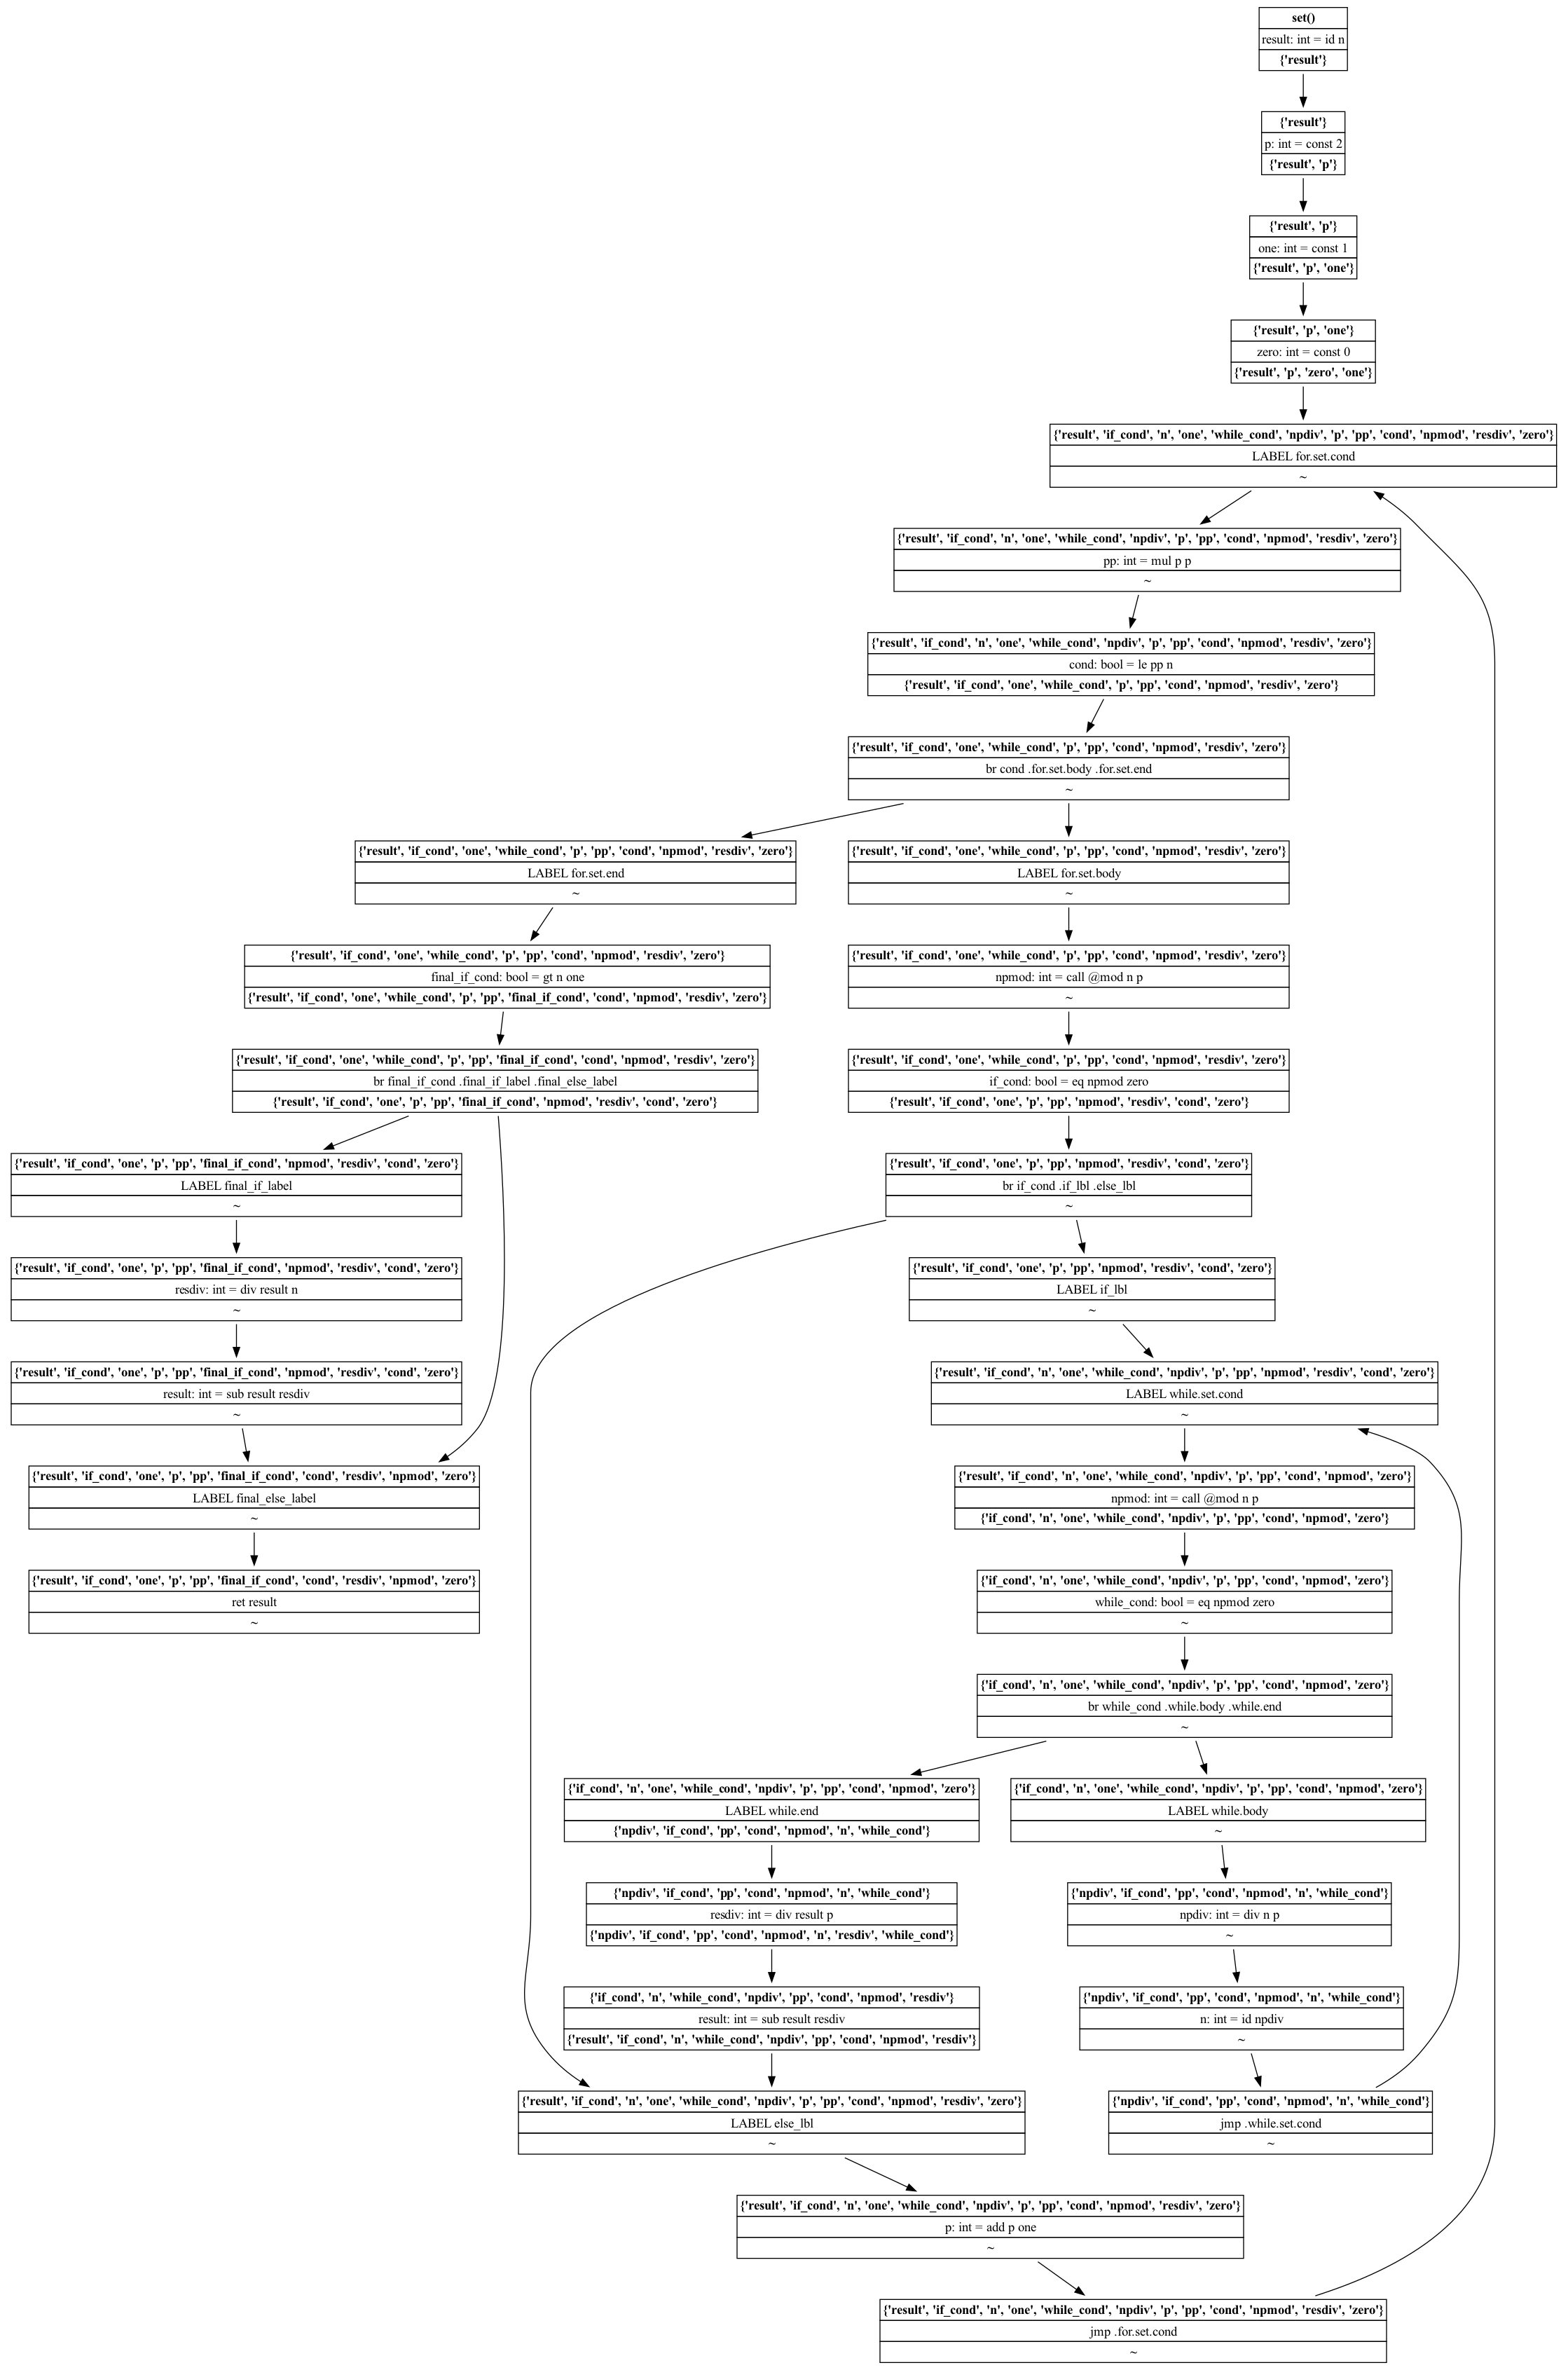 set()
result: int = id n
{'result'}
{'result'}
p: int = const 2
{'result', 'p'}
{'result', 'p'}
one: int = const 1
{'result', 'p', 'one'}
{'result', 'p', 'one'}
zero: int = const 0
{'result', 'p', 'zero', 'one'}
{'result', 'if_cond', 'n', 'one', 'while_cond', 'npdiv', 'p', 'pp', 'cond', 'npmod', 'resdiv', 'zero'}
LABEL for.set.cond
~
{'result', 'if_cond', 'n', 'one', 'while_cond', 'npdiv', 'p', 'pp', 'cond', 'npmod', 'resdiv', 'zero'}
pp: int = mul p p
~
{'result', 'if_cond', 'n', 'one', 'while_cond', 'npdiv', 'p', 'pp', 'cond', 'npmod', 'resdiv', 'zero'}
cond: bool = le pp n
{'result', 'if_cond', 'one', 'while_cond', 'p', 'pp', 'cond', 'npmod', 'resdiv', 'zero'}
{'result', 'if_cond', 'one', 'while_cond', 'p', 'pp', 'cond', 'npmod', 'resdiv', 'zero'}
br cond .for.set.body .for.set.end
~
{'result', 'if_cond', 'one', 'while_cond', 'p', 'pp', 'cond', 'npmod', 'resdiv', 'zero'}
LABEL for.set.end
~
{'result', 'if_cond', 'one', 'while_cond', 'p', 'pp', 'cond', 'npmod', 'resdiv', 'zero'}
LABEL for.set.body
~
{'result', 'if_cond', 'one', 'while_cond', 'p', 'pp', 'cond', 'npmod', 'resdiv', 'zero'}
final_if_cond: bool = gt n one
{'result', 'if_cond', 'one', 'while_cond', 'p', 'pp', 'final_if_cond', 'cond', 'npmod', 'resdiv', 'zero'}
{'result', 'if_cond', 'one', 'while_cond', 'p', 'pp', 'cond', 'npmod', 'resdiv', 'zero'}
npmod: int = call @mod n p
~
{'result', 'if_cond', 'one', 'while_cond', 'p', 'pp', 'final_if_cond', 'cond', 'npmod', 'resdiv', 'zero'}
br final_if_cond .final_if_label .final_else_label
{'result', 'if_cond', 'one', 'p', 'pp', 'final_if_cond', 'npmod', 'resdiv', 'cond', 'zero'}
{'result', 'if_cond', 'one', 'while_cond', 'p', 'pp', 'cond', 'npmod', 'resdiv', 'zero'}
if_cond: bool = eq npmod zero
{'result', 'if_cond', 'one', 'p', 'pp', 'npmod', 'resdiv', 'cond', 'zero'}
{'result', 'if_cond', 'one', 'p', 'pp', 'final_if_cond', 'npmod', 'resdiv', 'cond', 'zero'}
LABEL final_if_label
~
{'result', 'if_cond', 'one', 'p', 'pp', 'npmod', 'resdiv', 'cond', 'zero'}
br if_cond .if_lbl .else_lbl
~
{'result', 'if_cond', 'one', 'p', 'pp', 'final_if_cond', 'npmod', 'resdiv', 'cond', 'zero'}
resdiv: int = div result n
~
{'result', 'if_cond', 'one', 'p', 'pp', 'npmod', 'resdiv', 'cond', 'zero'}
LABEL if_lbl
~
{'result', 'if_cond', 'one', 'p', 'pp', 'final_if_cond', 'npmod', 'resdiv', 'cond', 'zero'}
result: int = sub result resdiv
~
{'result', 'if_cond', 'n', 'one', 'while_cond', 'npdiv', 'p', 'pp', 'npmod', 'resdiv', 'cond', 'zero'}
LABEL while.set.cond
~
{'result', 'if_cond', 'one', 'p', 'pp', 'final_if_cond', 'cond', 'resdiv', 'npmod', 'zero'}
LABEL final_else_label
~
{'result', 'if_cond', 'n', 'one', 'while_cond', 'npdiv', 'p', 'pp', 'cond', 'npmod', 'zero'}
npmod: int = call @mod n p
{'if_cond', 'n', 'one', 'while_cond', 'npdiv', 'p', 'pp', 'cond', 'npmod', 'zero'}
{'result', 'if_cond', 'one', 'p', 'pp', 'final_if_cond', 'cond', 'resdiv', 'npmod', 'zero'}
ret result
~
{'if_cond', 'n', 'one', 'while_cond', 'npdiv', 'p', 'pp', 'cond', 'npmod', 'zero'}
while_cond: bool = eq npmod zero
~
{'if_cond', 'n', 'one', 'while_cond', 'npdiv', 'p', 'pp', 'cond', 'npmod', 'zero'}
br while_cond .while.body .while.end
~
{'if_cond', 'n', 'one', 'while_cond', 'npdiv', 'p', 'pp', 'cond', 'npmod', 'zero'}
LABEL while.end
{'npdiv', 'if_cond', 'pp', 'cond', 'npmod', 'n', 'while_cond'}
{'if_cond', 'n', 'one', 'while_cond', 'npdiv', 'p', 'pp', 'cond', 'npmod', 'zero'}
LABEL while.body
~
{'npdiv', 'if_cond', 'pp', 'cond', 'npmod', 'n', 'while_cond'}
resdiv: int = div result p
{'npdiv', 'if_cond', 'pp', 'cond', 'npmod', 'n', 'resdiv', 'while_cond'}
{'npdiv', 'if_cond', 'pp', 'cond', 'npmod', 'n', 'while_cond'}
npdiv: int = div n p
~
{'if_cond', 'n', 'while_cond', 'npdiv', 'pp', 'cond', 'npmod', 'resdiv'}
result: int = sub result resdiv
{'result', 'if_cond', 'n', 'while_cond', 'npdiv', 'pp', 'cond', 'npmod', 'resdiv'}
{'npdiv', 'if_cond', 'pp', 'cond', 'npmod', 'n', 'while_cond'}
n: int = id npdiv
~
{'result', 'if_cond', 'n', 'one', 'while_cond', 'npdiv', 'p', 'pp', 'cond', 'npmod', 'resdiv', 'zero'}
LABEL else_lbl
~
{'npdiv', 'if_cond', 'pp', 'cond', 'npmod', 'n', 'while_cond'}
jmp .while.set.cond
~
{'result', 'if_cond', 'n', 'one', 'while_cond', 'npdiv', 'p', 'pp', 'cond', 'npmod', 'resdiv', 'zero'}
p: int = add p one
~
{'result', 'if_cond', 'n', 'one', 'while_cond', 'npdiv', 'p', 'pp', 'cond', 'npmod', 'resdiv', 'zero'}
jmp .for.set.cond
~